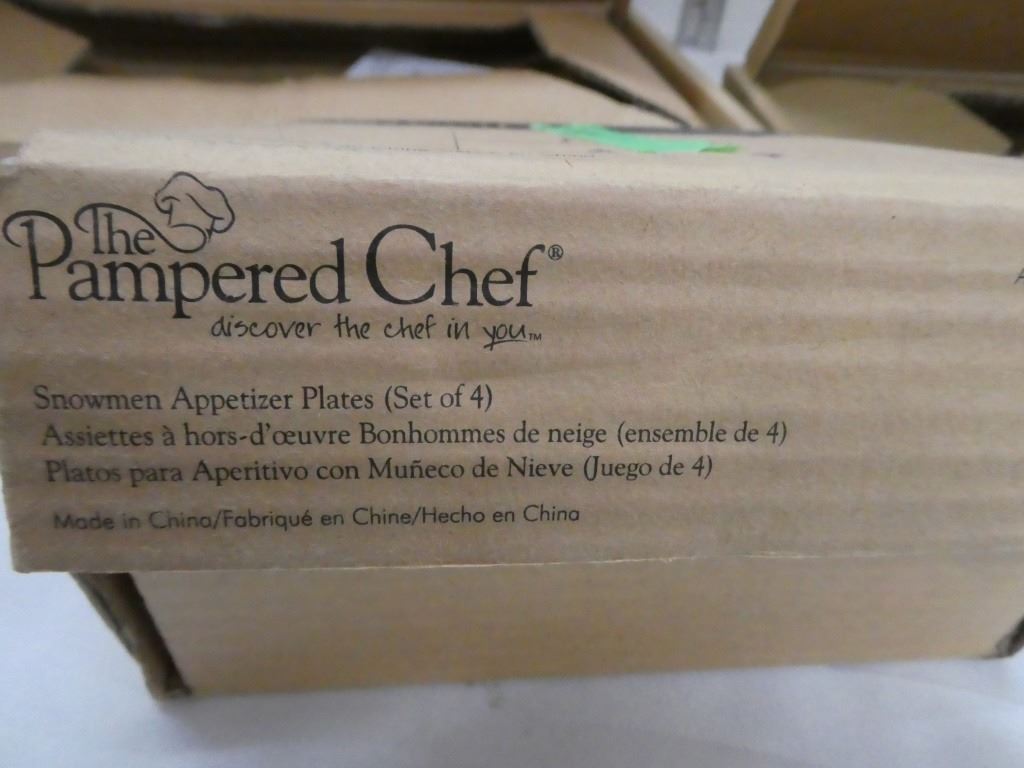 The
Pampered Chef®
discover the chef in you™
Snowmen Appetizer Plates (Set of 4)
Assiettes à hors-d'œuvre Bonhommes de neige (ensemble de 4)
Platos para Aperitivo con Muñeco de Nieve (Juego de 4)
Made in China/Fabriqué en Chine/Hecho en China